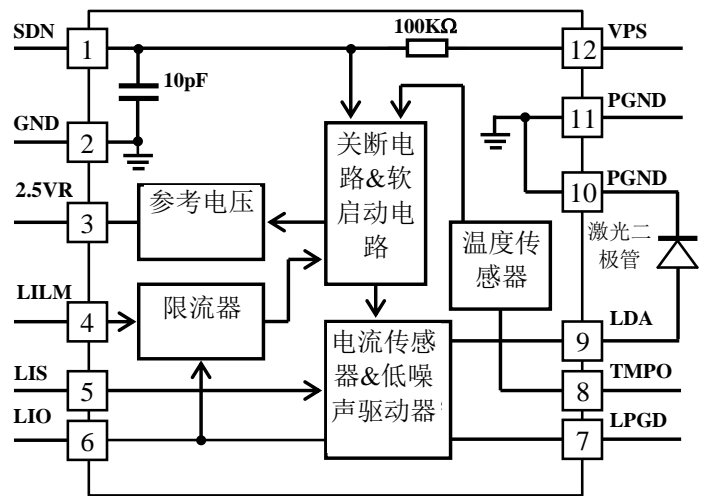 SDN
1
100KΩ
12
VPS
10pF
GND
2
PGND
11
关断电
路&软
启动电
路
2.5VR
3
参考电压
10
PGND
温度传
感器
激光二
极管
LILM
4
限流器
电流传感
器&低噪
声驱动器
9
LDA
LIS
5
8
TMPO
LIO
6
7
LPGD